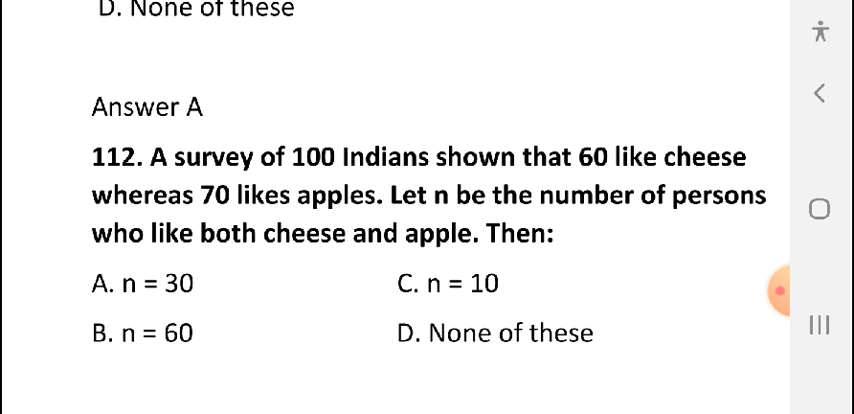 D. None of these
Answer A
112. A survey of 100 Indians shown that 60 like cheese
whereas 70 likes apples. Let n be the number of persons
who like both cheese and apple. Then:
A. n = 30
C. n = 10
B. n = 60
D. None of these